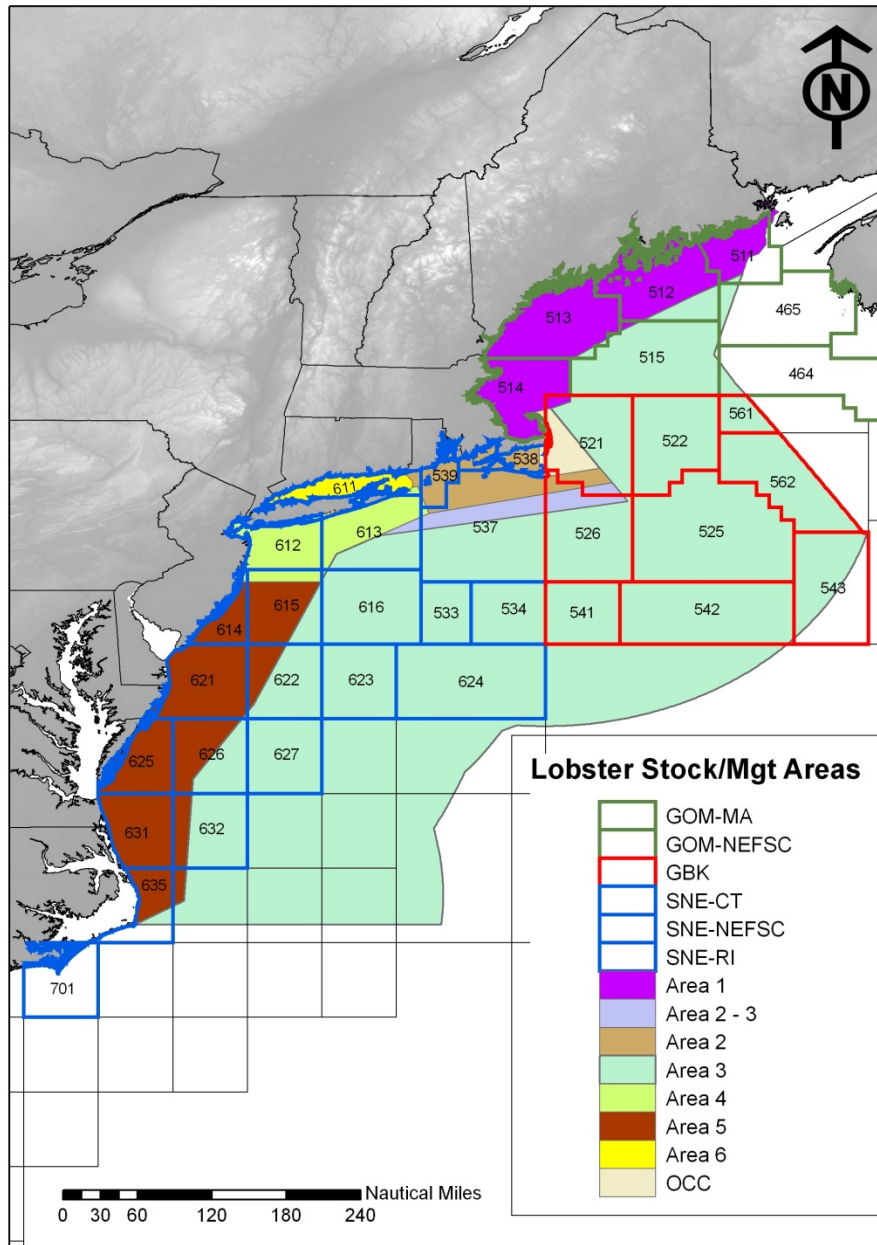 N
511
465
512
513
515
464
514
561
521
522
538
539
562
611
613
537
526
525
612
543
615
616
533
534
541
542
614
621
622
623
624
625
626
627
631
632
635
701
Lobster Stock/Mgt Areas
GOM-MA
GOM-NEFSC
GBK
SNE-CT
SNE-NEFSC
SNE-RI
Area 1
Area 2 - 3
Area 2
Area 3
Area 4
Area 5
Area 6
OCC
Nautical Miles
0 30 60 120 180 240